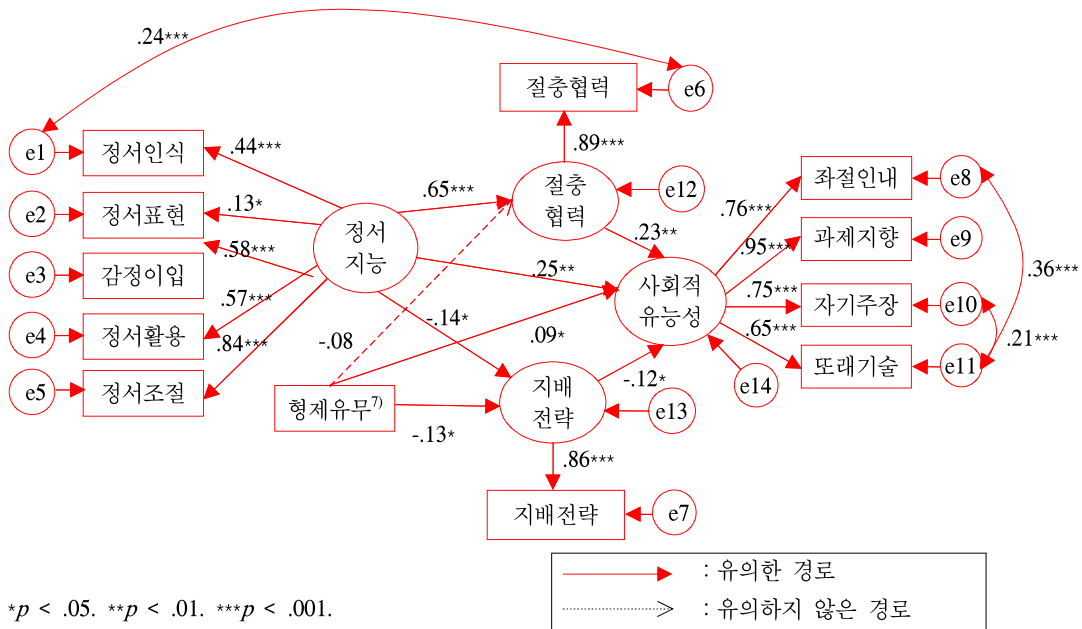 .24***
절충협력
e6
e1
정서인식
.44***
.89***
e2
정서표현
.13*
.65***
절충
협력
e12
좌절인내
e8
.76***
정서
지능
.58***
.23**
과제지향
e9
.95***
e3
감정이입
.25**
사회적
유능성
.36***
.57***
.75***
자기주장
e10
e4
정서활용
-.14*
.09*
.65***
.84***
-.08
.21***
또래기술
e11
e5
정서조절
-.12*
e14
형제유무7)
지배
전략
e13
-.13*
.86***
지배전략
e7
: 유의한 경로
: 유의하지 않은 경로
*p < .05. **p < .01. ***p < .001.